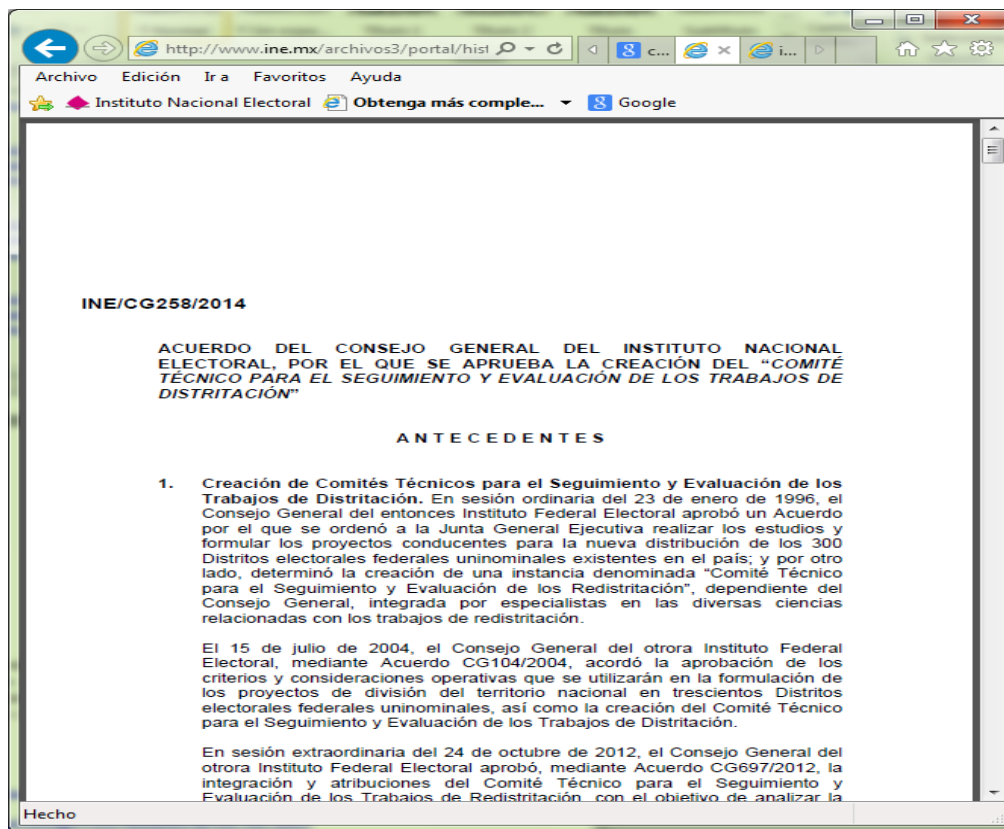 http://www.ine.mx/archivos3/portal/hist
c...
i...
Archivo Edición Ir a Favoritos Ayuda
Instituto Nacional Electoral Obtenga más comple... Google
INE/CG258/2014
ACUERDO DEL CONSEJO GENERAL DEL INSTITUTO NACIONAL
ELECTORAL, POR EL QUE SE APRUEBA LA CREACIÓN DEL “COMITÉ
TÉCNICO PARA EL SEGUIMIENTO Y EVALUACIÓN DE LOS TRABAJOS DE
DISTRITACIÓN”
A N T E C E D E N T E S
1. Creación de Comités Técnicos para el Seguimiento y Evaluación de los
Trabajos de Distritación. En sesión ordinaria del 23 de enero de 1996, el
Consejo General del entonces Instituto Federal Electoral aprobó un Acuerdo
por el que se ordenó a la Junta General Ejecutiva realizar los estudios y
formular los proyectos conducentes para la nueva distribución de los 300
Distritos electorales federales uninominales existentes en el país; y por otro
lado, determinó la creación de una instancia denominada “Comité Técnico
para el Seguimiento y Evaluación de los Redistritación”, dependiente del
Consejo General, integrada por especialistas en las diversas ciencias
relacionadas con los trabajos de redistritación.
El 15 de julio de 2004, el Consejo General del otrora Instituto Federal
Electoral, mediante Acuerdo CG104/2004, acordó la aprobación de los
criterios y consideraciones operativas que se utilizarán en la formulación de
los proyectos de división del territorio nacional en trescientos Distritos
electorales federales uninominales, así como la creación del Comité Técnico
para el Seguimiento y Evaluación de los Trabajos de Distritación.
En sesión extraordinaria del 24 de octubre de 2012, el Consejo General del
otrora Instituto Federal Electoral aprobó, mediante Acuerdo CG697/2012, la
integración y atribuciones del Comité Técnico para el Seguimiento y
Evaluación de los Trabajos de Redistritación, con el objetivo de analizar la
Hecho